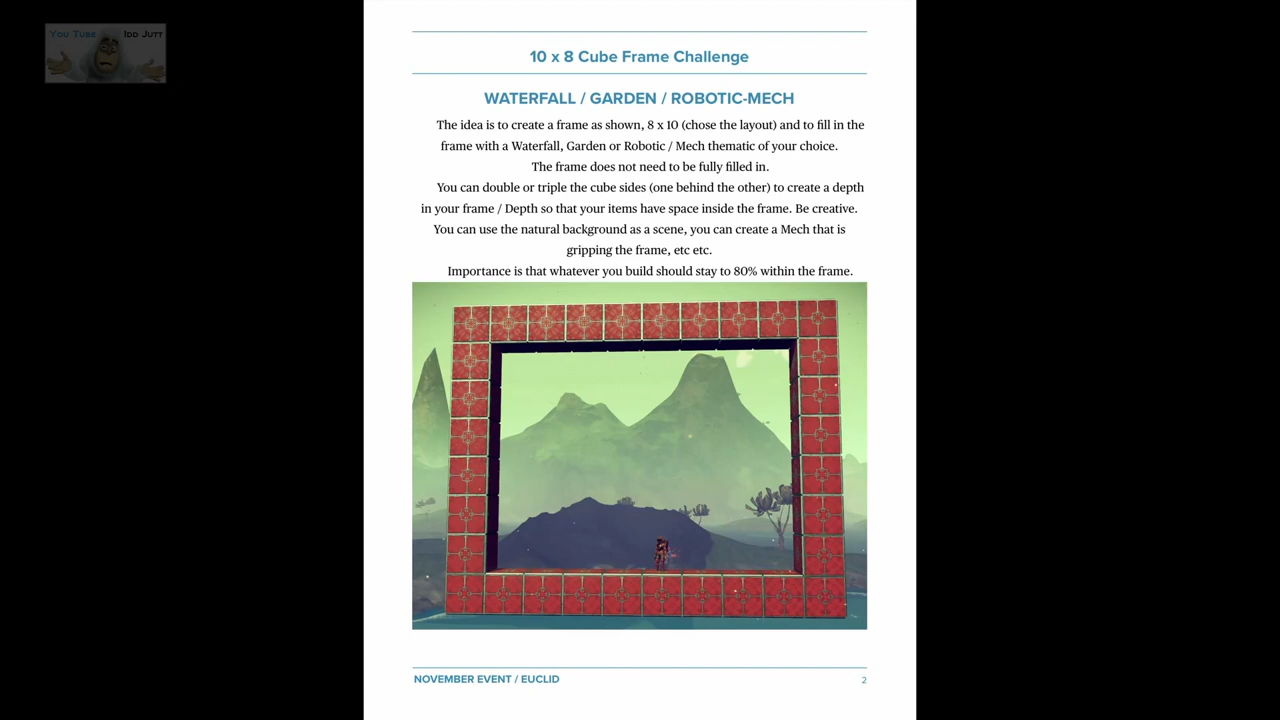 You Tube Idd Jutt
10 x 8 Cube Frame Challenge
WATERFALL / GARDEN / ROBOTIC-MECH
The idea is to create a frame as shown, 8 x 10 (chose the layout) and to fill in the
frame with a Waterfall, Garden or Robotic / Mech thematic of your choice.
The frame does not need to be fully filled in.
You can double or triple the cube sides (one behind the other) to create a depth
in your frame / Depth so that your items have space inside the frame. Be creative.
You can use the natural background as a scene, you can create a Mech that is
gripping the frame, etc etc.
Importance is that whatever you build should stay to 80% within the frame.
NOVEMBER EVENT / EUCLID
2